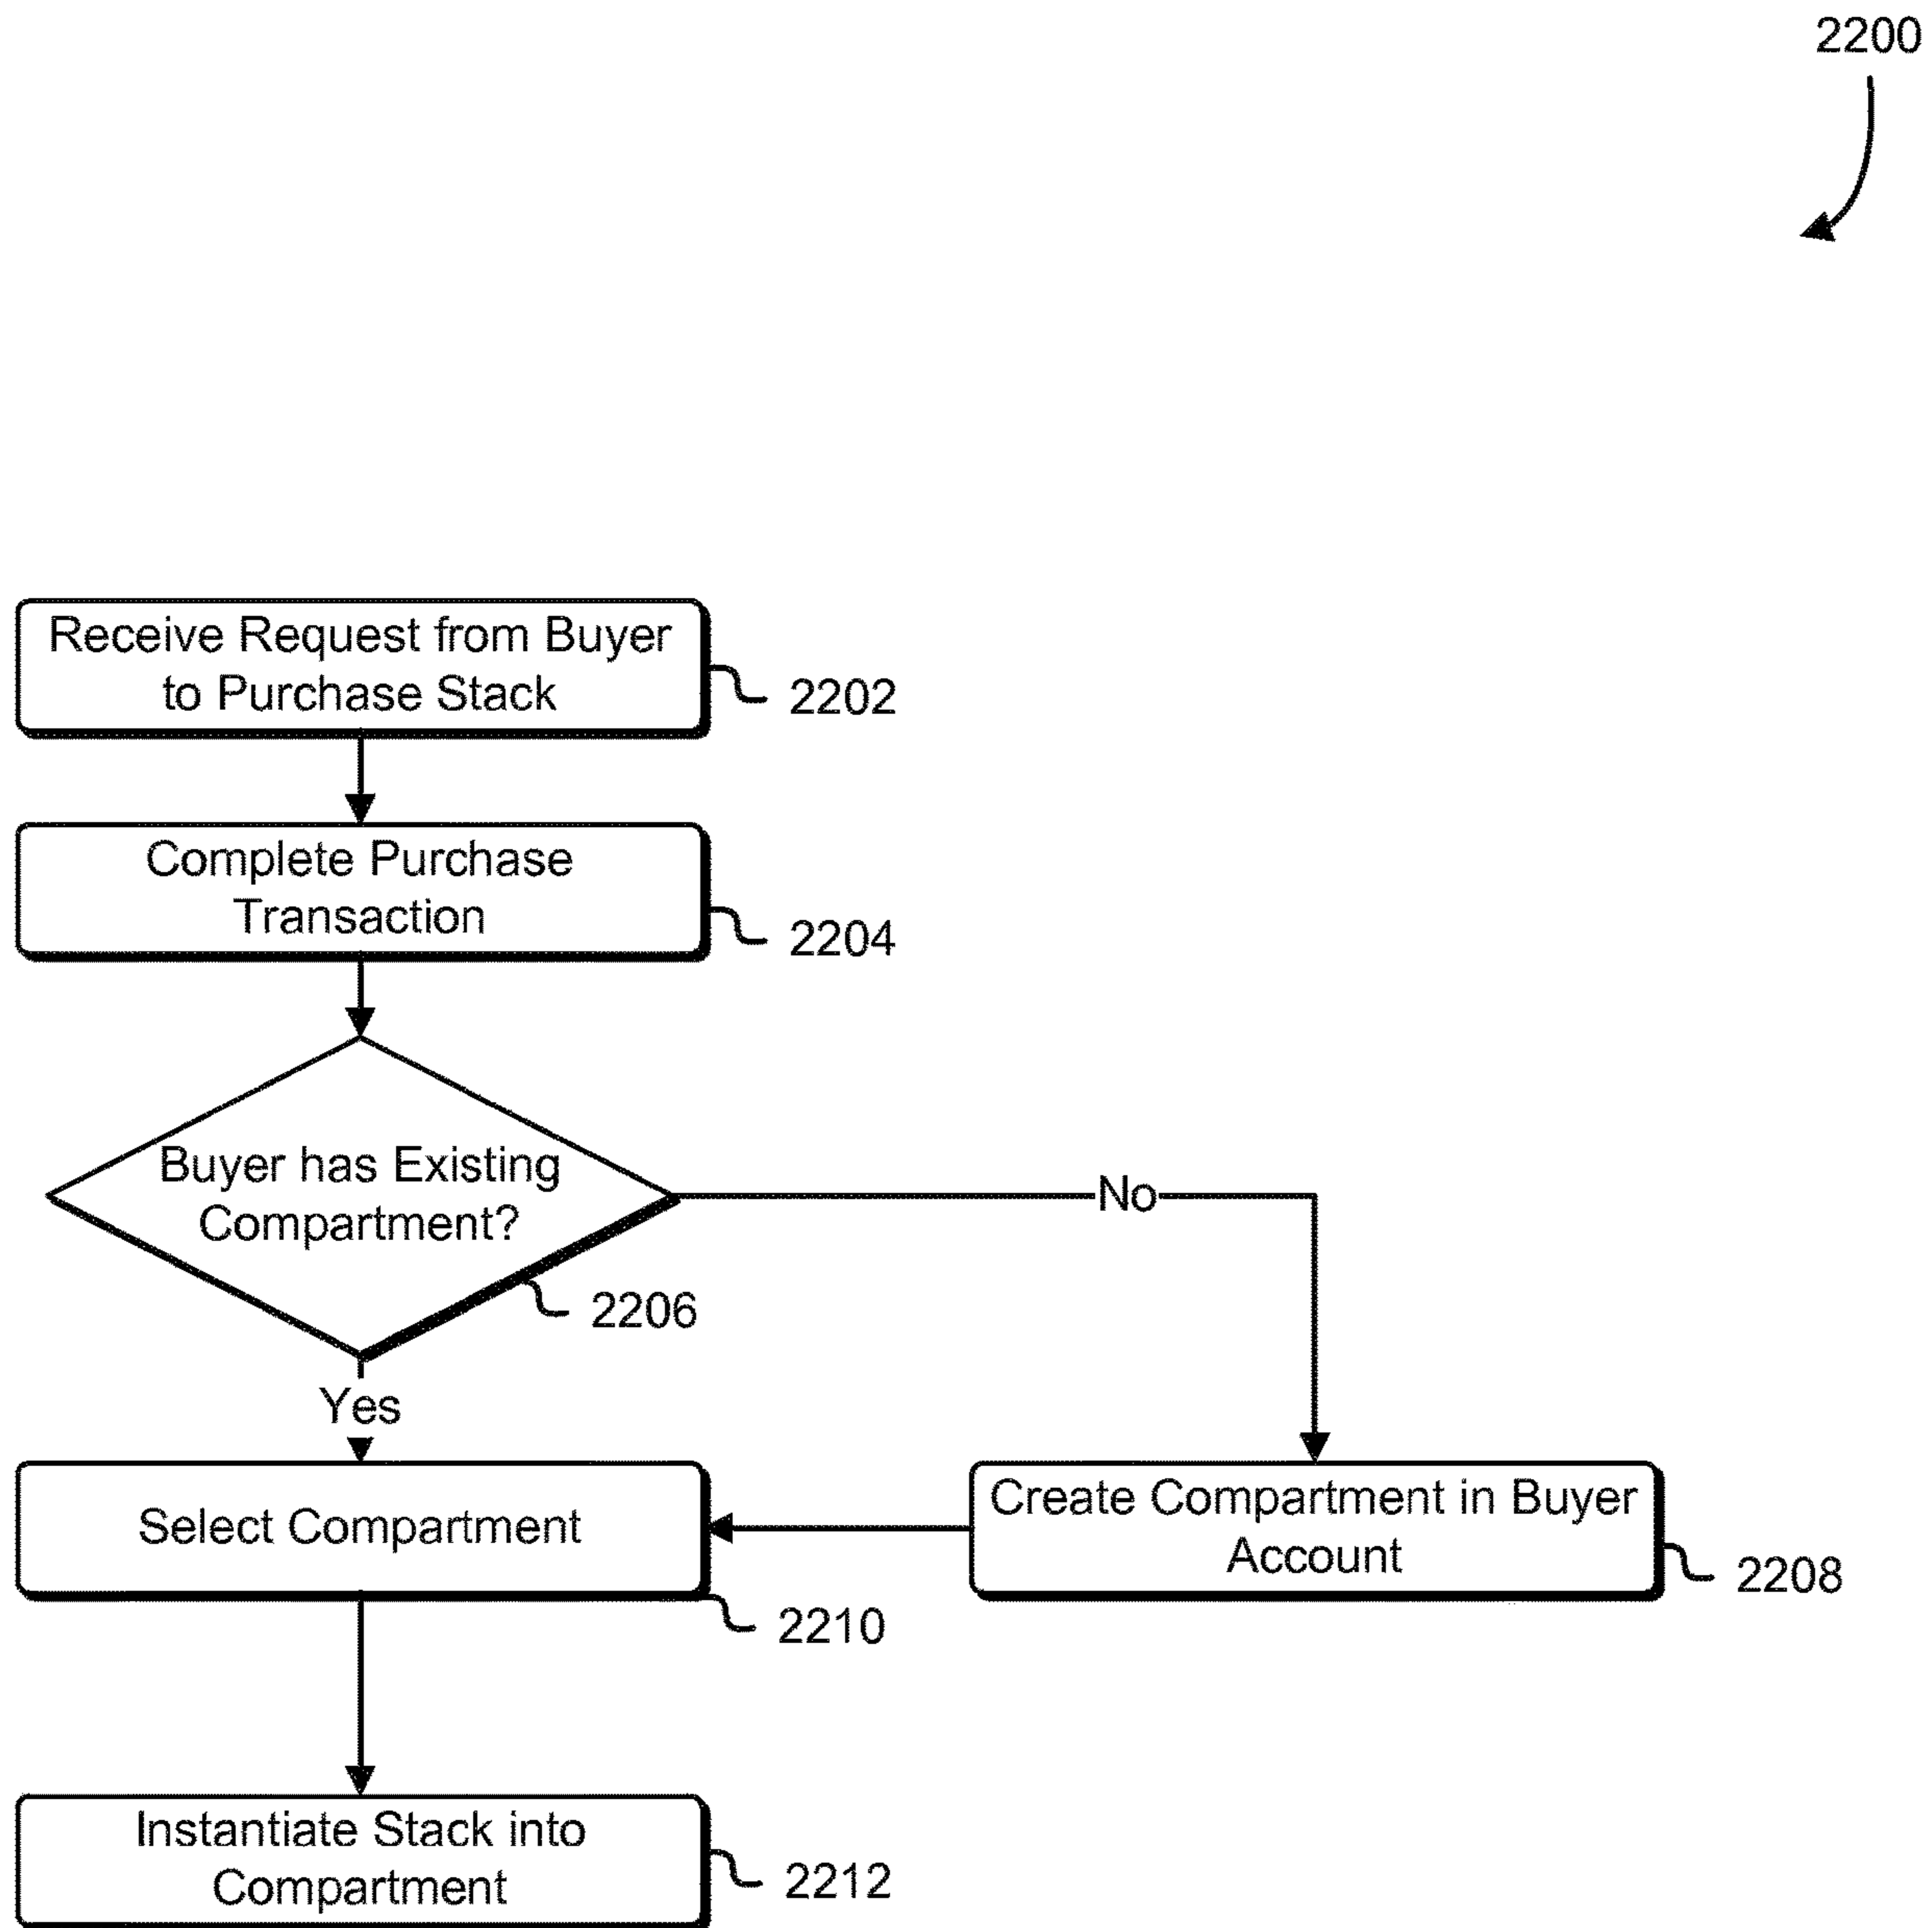 2200
Receive Request from Buyer
to Purchase Stack
2202
Complete Purchase
Transaction
2204
Buyer has Existing
Compartment?
No
2206
Yes
Select Compartment
2210
Create Compartment in Buyer
Account
2208
Instantiate Stack into
Compartment
2212